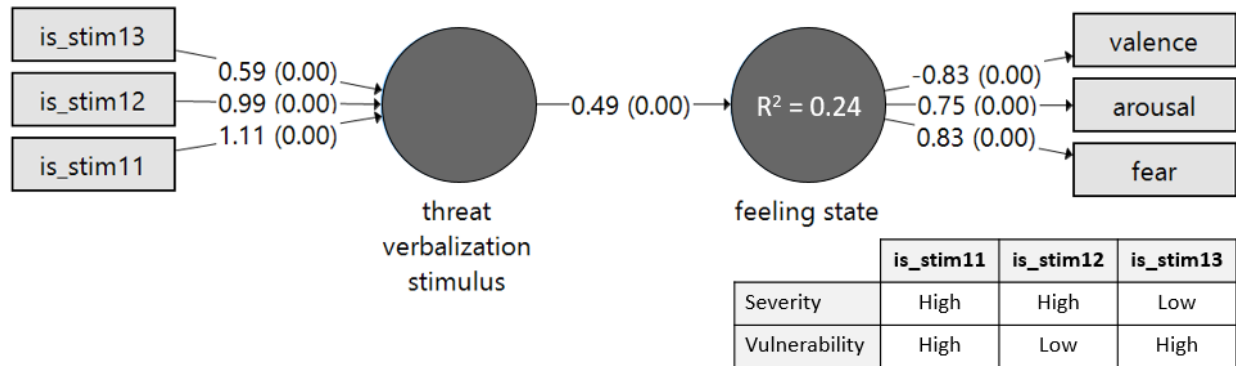 is_stim13
is_stim12
is_stim11
0.59 (0.00)
0.99 (0.00)
1.11 (0.00)
threat
verbalization
stimulus
0.49 (0.00)
R² = 0.24
feeling state
-0.83 (0.00)
0.75 (0.00)
0.83 (0.00)
valence
arousal
fear
is_stim11 is_stim12 is_stim13
Severity High High Low
Vulnerability High Low High